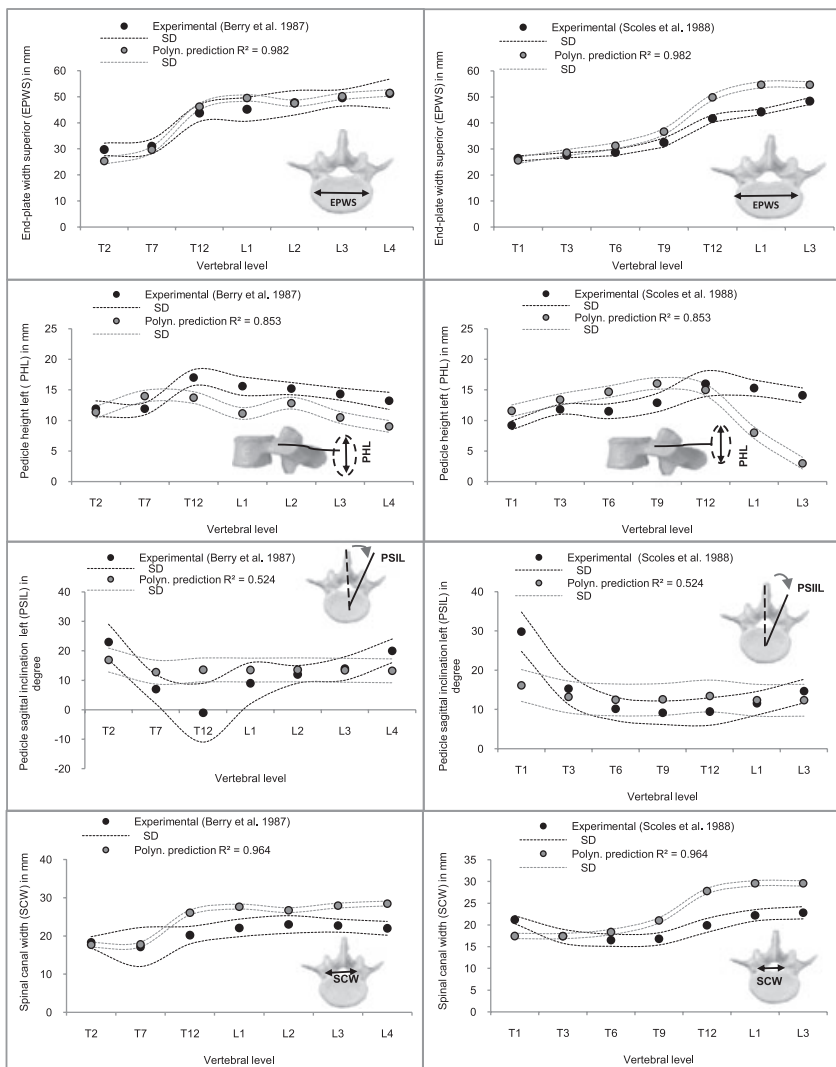 Experimental (Berry et al. 1987)
SD
Polyn. prediction R² = 0.982
SD
End-plate width superior (EPWS) in mm
60
50
40
30
20
10
0
EPWS
T2 T7 T12 L1 L2 L3 L4
Vertebral level
Experimental (Scoles et al. 1988)
SD
Polyn. prediction R² = 0.982
SD
End-plate width superior (EPWS) in mm
60
50
40
30
20
10
0
EPWS
T1 T3 T6 T9 T12 L1 L3
Vertebral level
Experimental (Berry et al. 1987)
SD
Polyn. prediction R² = 0.853
SD
Pedicle height left ( PHL) in mm
25
20
15
10
5
0
PHL
T2 T7 T12 L1 L2 L3 L4
Vertebral level
Experimental (Scoles et al. 1988)
SD
Polyn. prediction R² = 0.853
SD
Pedicle height left ( PHL) in mm
25
20
15
10
5
0
PHL
T1 T3 T6 T9 T12 L1 L3
Vertebral level
Experimental (Berry et al. 1987)
SD
Polyn. prediction R² = 0.524
SD
Pedicle sagittal inclination left (PSIL) in
degree
40
30
20
10
0
-10
-20
PSIL
T2 T7 T12 L1 L2 L3 L4
Vertebral level
Experimental (Scoles et al. 1988)
SD
Polyn. prediction R² = 0.524
SD
Pedicle sagittal inclination left (PSIL) in
degree
40
30
20
10
0
PSIIL
T1 T3 T6 T9 T12 L1 L3
Vertebral level
Experimental (Berry et al. 1987)
SD
Polyn. prediction R² = 0.964
Spinal canal width (SCW) in mm
40
30
20
10
0
SCW
T2 T7 T12 L1 L2 L3 L4
Vertebral level
Experimental (Scoles et al. 1988)
SD
Polyn. prediction R² = 0.964
SD
Spinal canal width (SCW) in mm
35
30
25
20
15
10
5
0
SCW
T1 T3 T6 T9 T12 L1 L3
Vertebral level